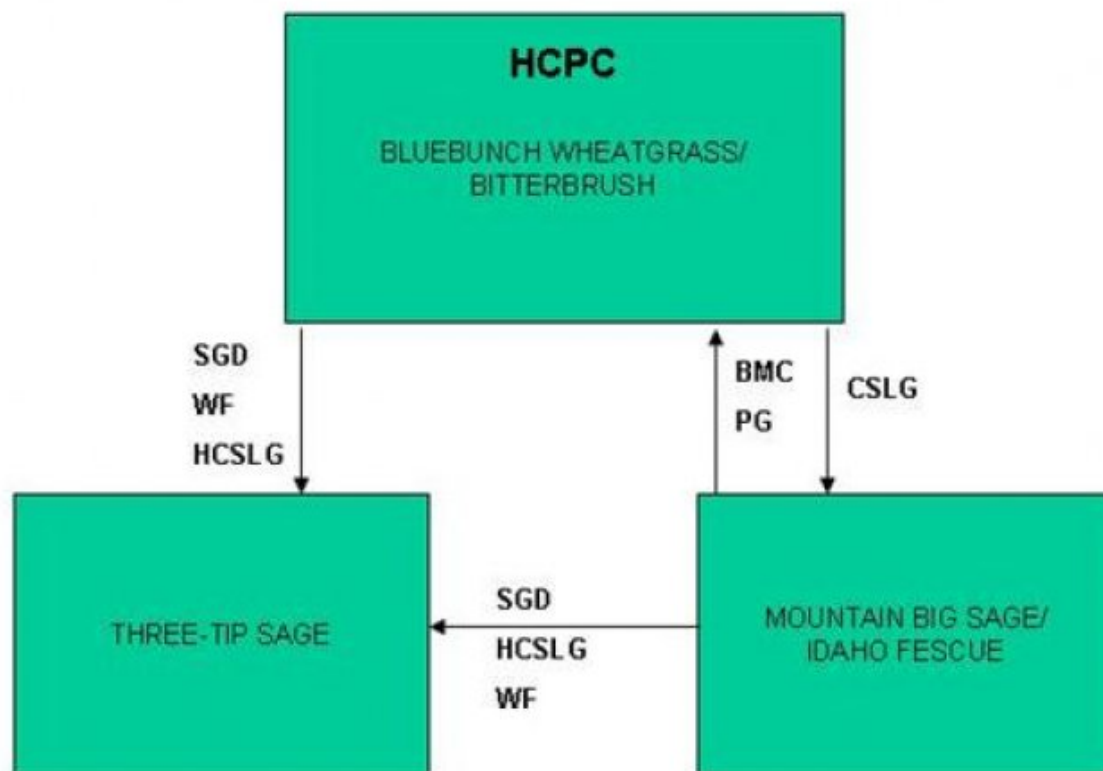 HCPC
BLUEBUNCH WHEATGRASS/
BITTERBRUSH
SGD
WF
HCSLG
BMC
PG
CSLG
THREE-TIP SAGE
SGD
HCSLG
WF
MOUNTAIN BIG SAGE/
IDAHO FESCUE